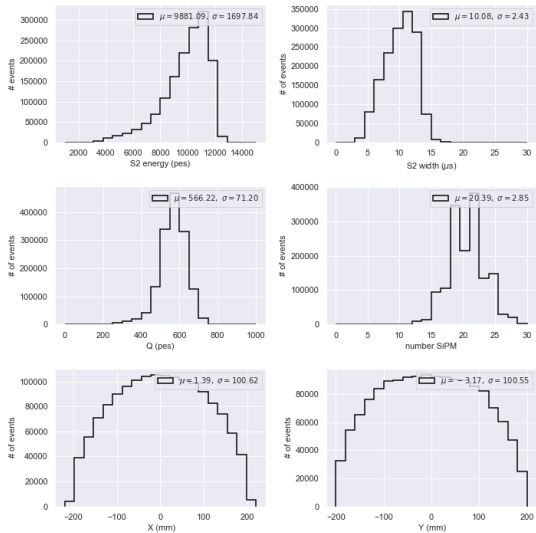 μ = 9881.09, σ = 1697.84
# of events
300000
250000
200000
150000
100000
50000
0
2000 4000 6000 8000 10000 12000 14000
S2 energy (pes)
μ = 10.08, σ = 2.43
# of events
350000
300000
250000
200000
150000
100000
50000
0
0 5 10 15 20 25 30
S2 width (μs)
μ = 566.22, σ = 71.20
# of events
400000
300000
200000
100000
0
0 200 400 600 800 1000
Q (pes)
μ = 20.39, σ = 2.85
# of events
400000
300000
200000
100000
0
0 5 10 15 20 25 30
number SiPM
μ = 1.39, σ = 100.62
# of events
100000
80000
60000
40000
20000
0
−200 −100 0 100 200
X (mm)
μ = −3.17, σ = 100.55
# of events
80000
60000
40000
20000
0
−200 −100 0 100 200
Y (mm)